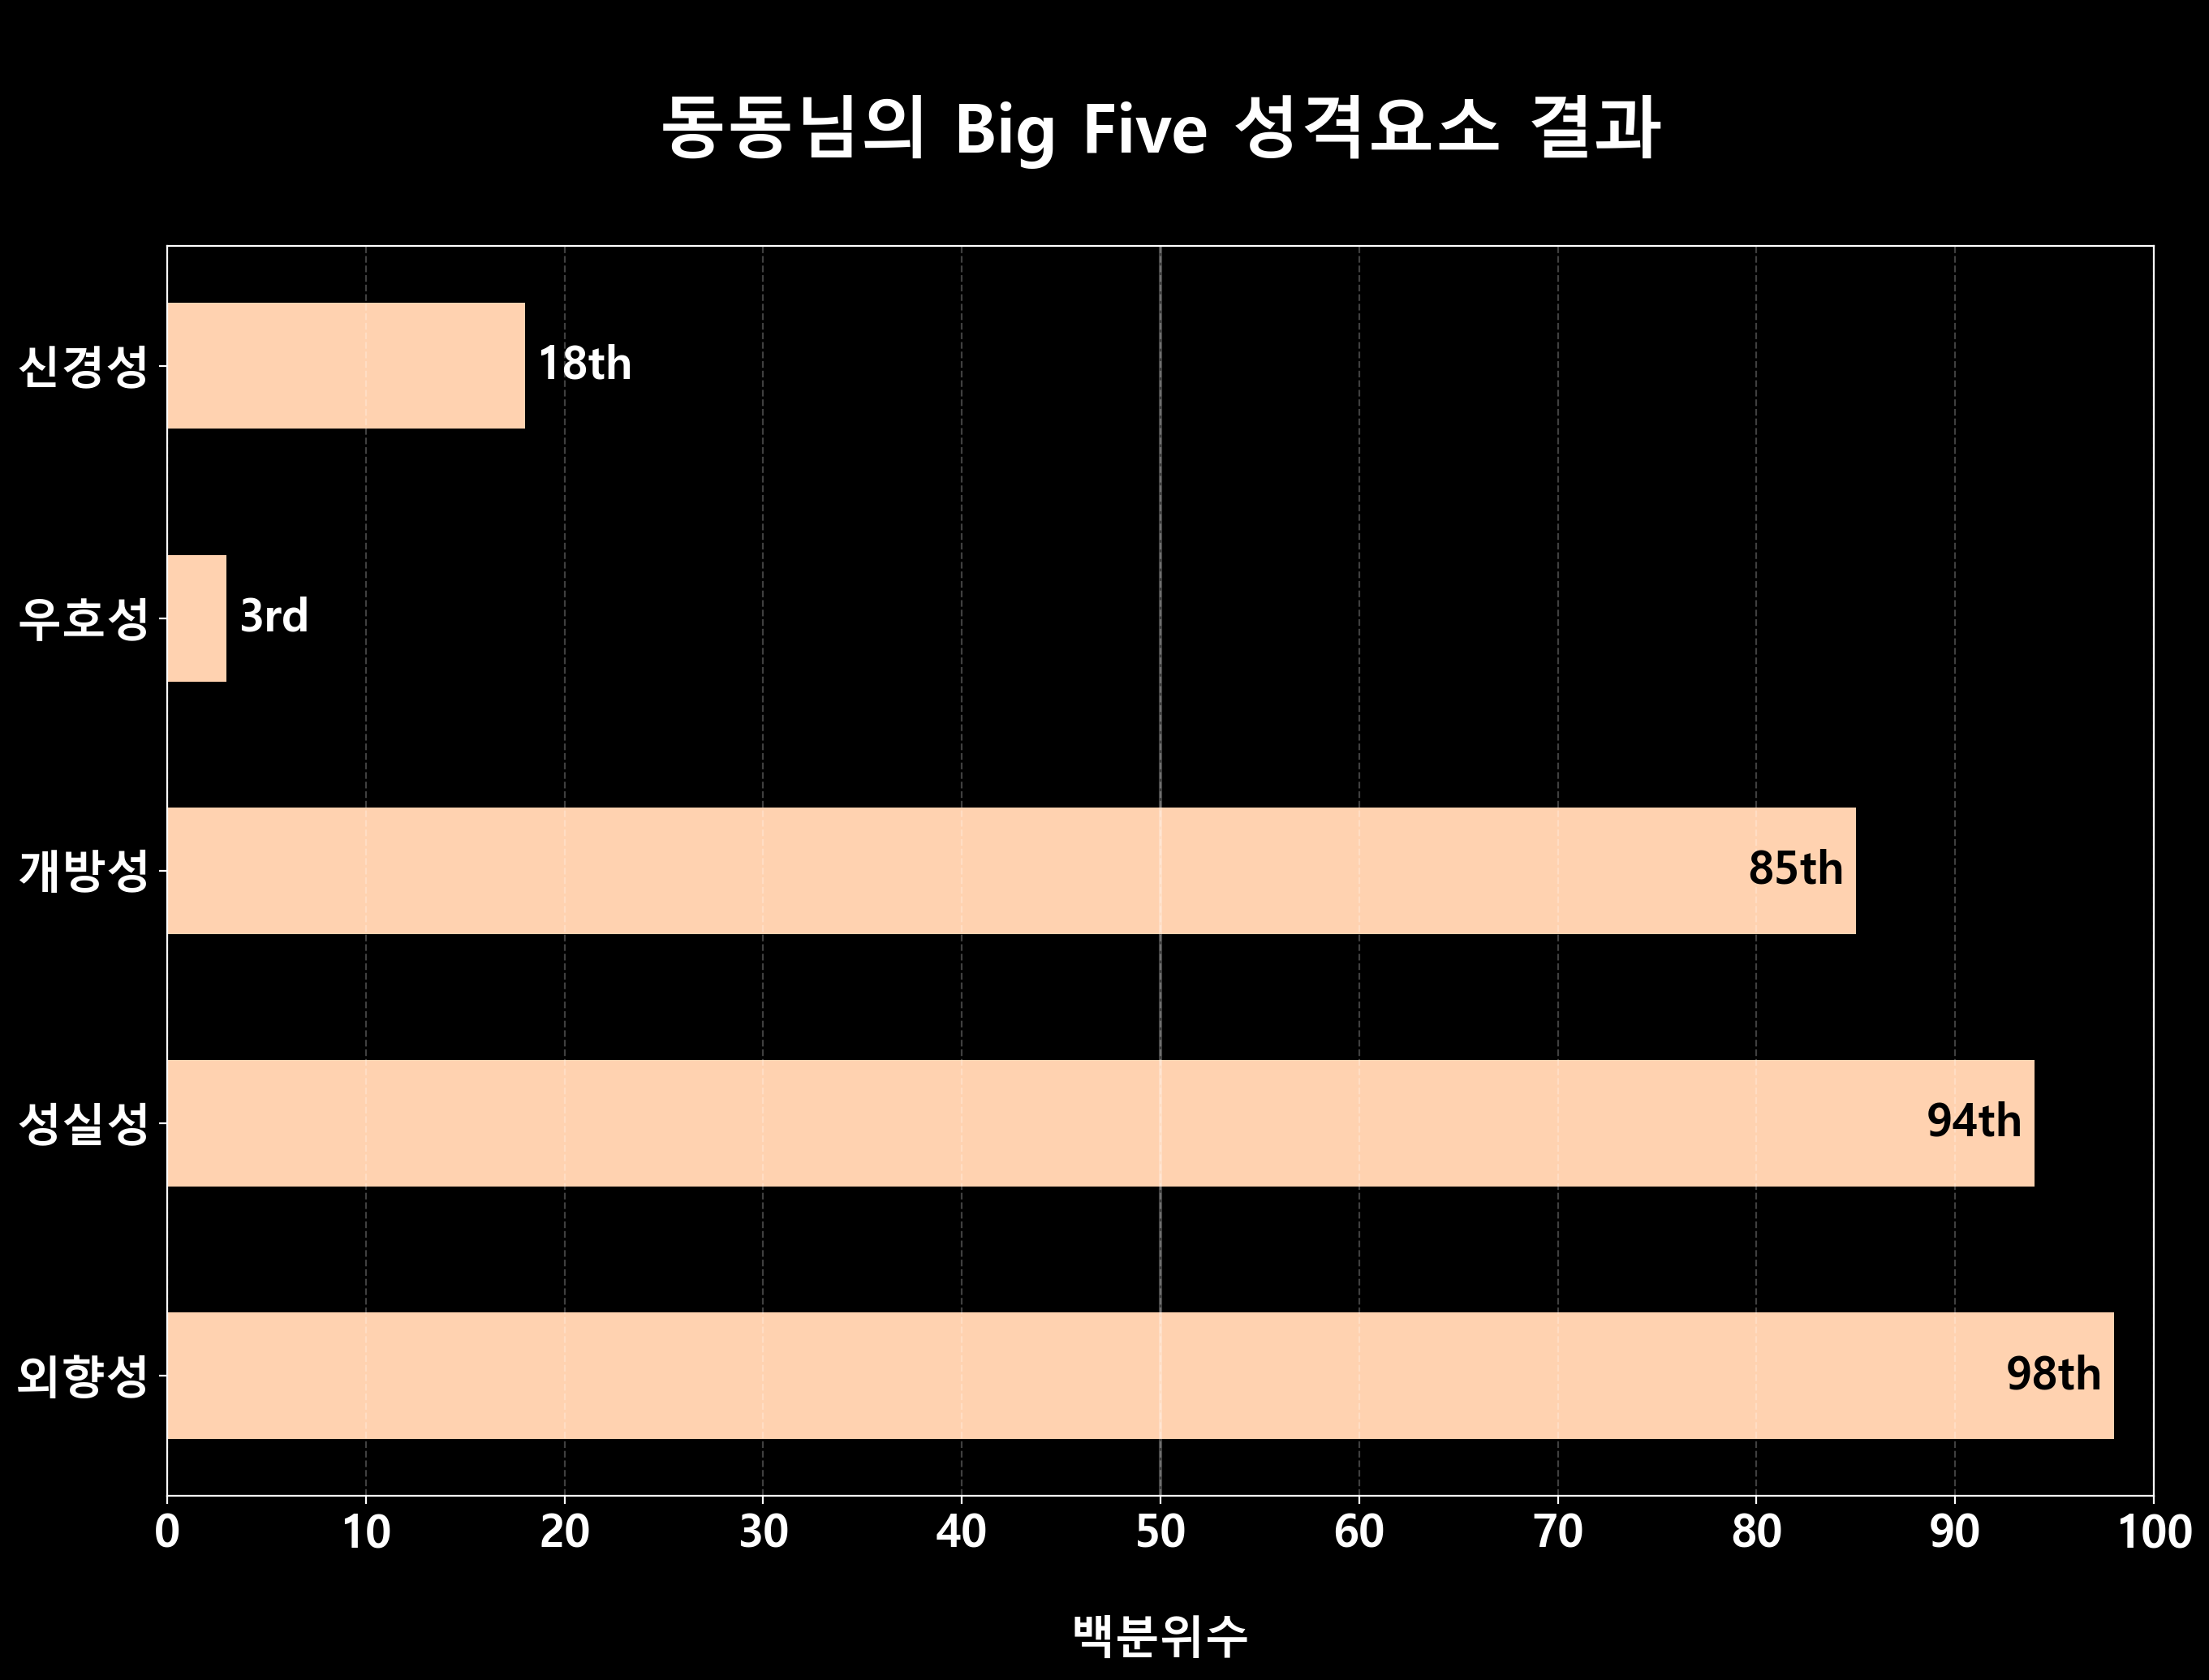 동동님의 Big Five 성격요소 결과
신경성 18th
우호성 3rd
개방성 85th
성실성 94th
외향성 98th
0 10 20 30 40 50 60 70 80 90 100
백분위수